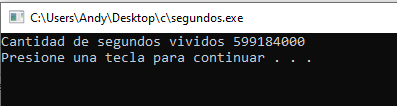 C:\Users\Andy\Desktop\c\segundos.exe
Cantidad de segundos vividos 599184000
Presione una tecla para continuar . . .